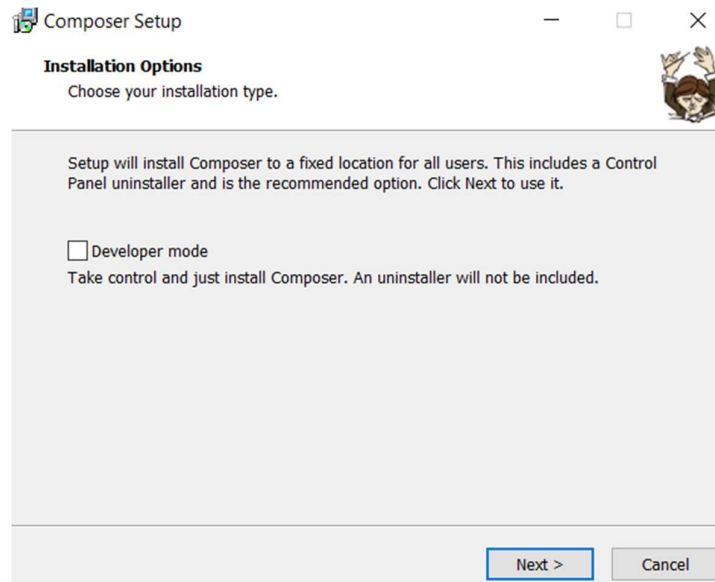 Composer Setup
Installation Options
Choose your installation type.
Setup will install Composer to a fixed location for all users. This includes a Control
Panel uninstaller and is the recommended option. Click Next to use it.
Developer mode
Take control and just install Composer. An uninstaller will not be included.
Next >
Cancel